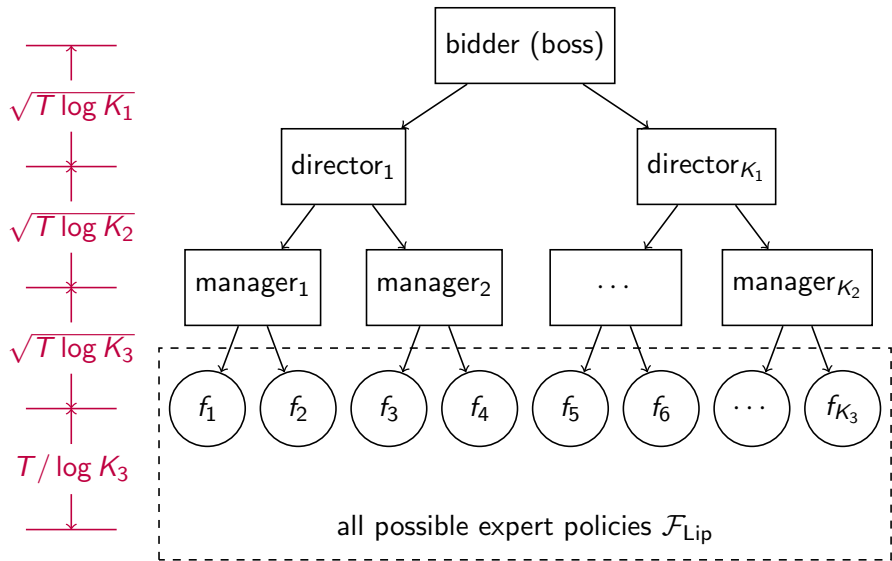 bidder (boss)
√T log K₁
director₁
director_K₁
√T log K₂
manager₁
manager₂
...
manager_K₂
√T log K₃
f₁
f₂
f₃
f₄
f₅
f₆
...
f_K₃
T/ log K₃
all possible expert policies 𝓕_Lip